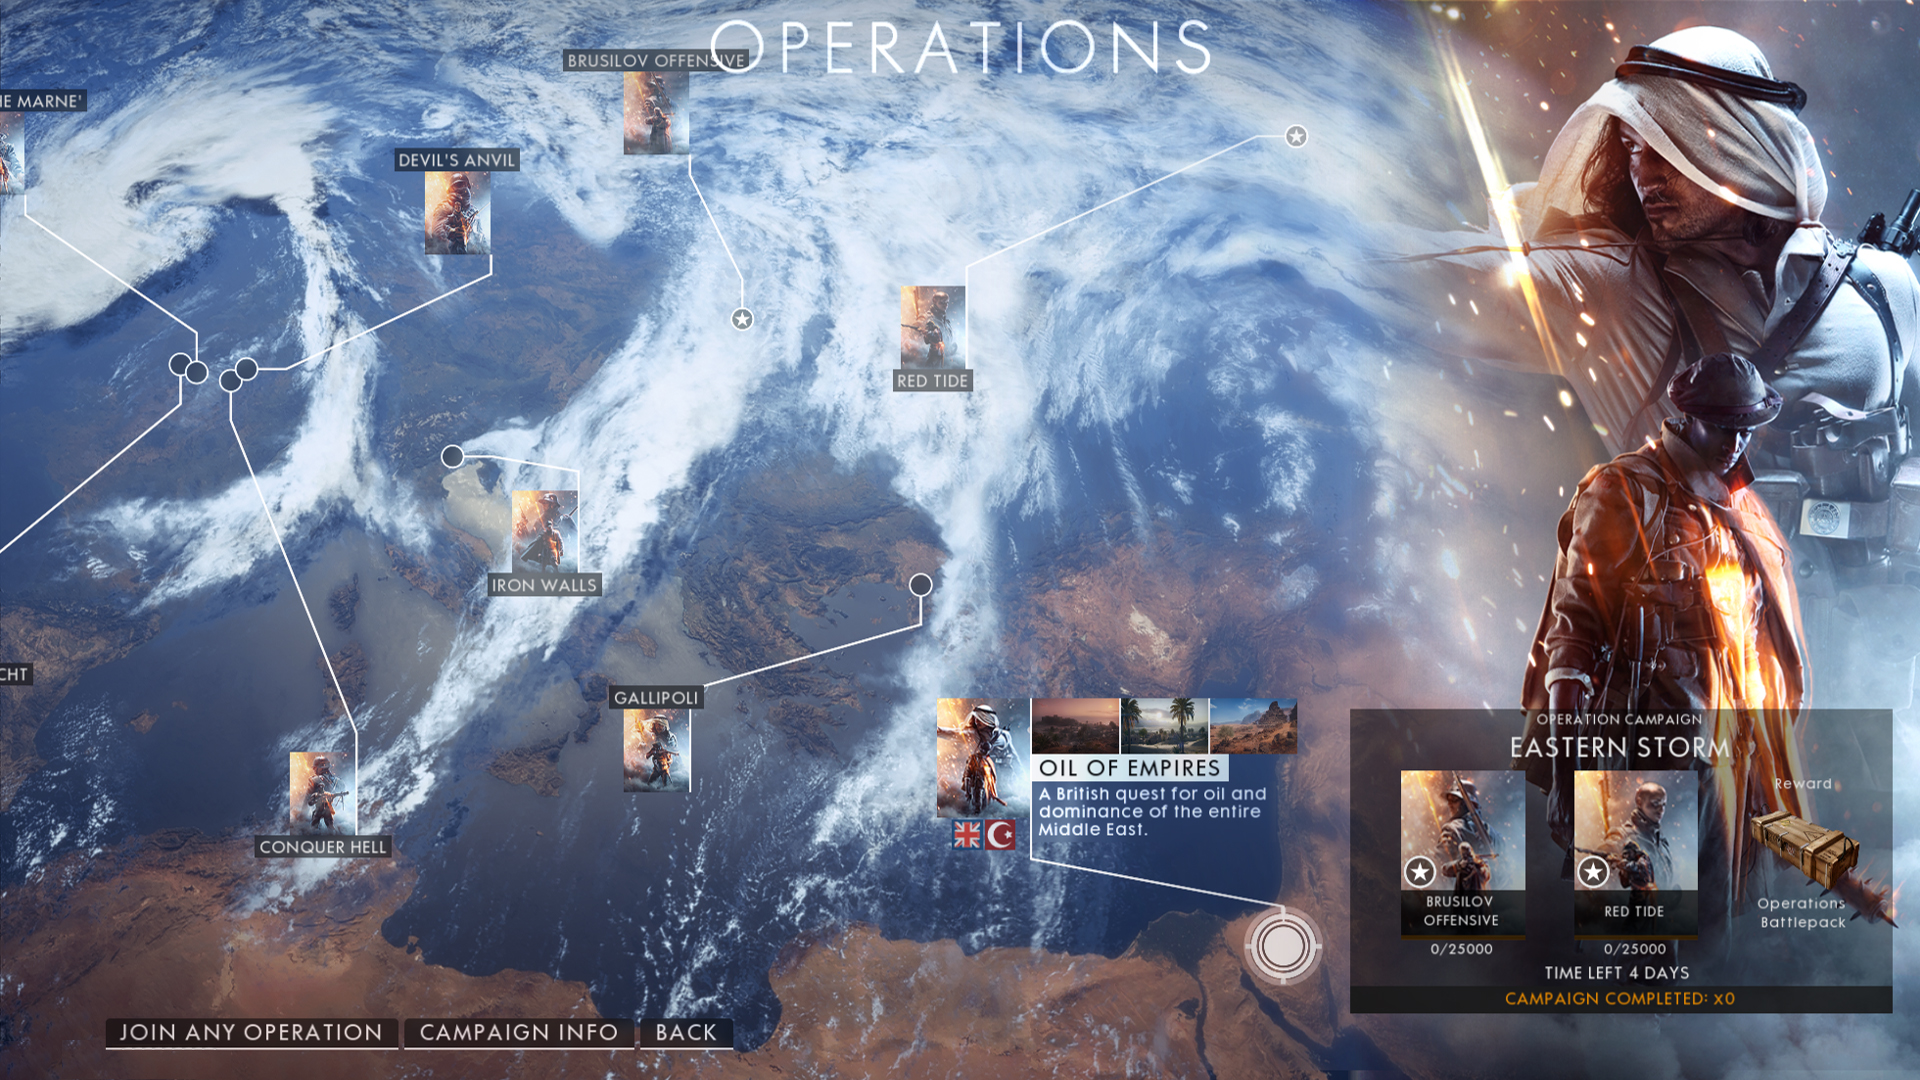 OPERATIONS
BRUSILOV OFFENSIVE
HE MARNE'
DEVIL'S ANVIL
RED TIDE
IRON WALLS
CHT
GALLIPOLI
OIL OF EMPIRES
A British quest for oil and
dominance of the entire
Middle East.
CONQUER HELL
OPERATION CAMPAIGN
EASTERN STORM
Reward
BRUSILOV
OFFENSIVE
0/25000
RED TIDE
0/25000
Operations
Battlepack
TIME LEFT 4 DAYS
CAMPAIGN COMPLETED: x0
JOIN ANY OPERATION
CAMPAIGN INFO
BACK